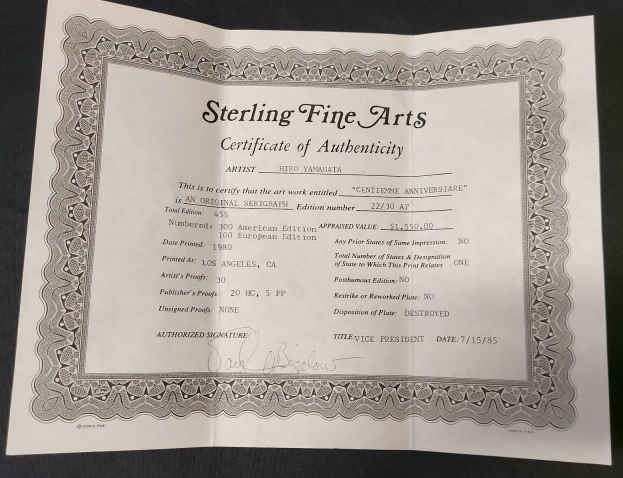 Sterling Fine Arts
Certificate of Authenticity
ARTIST HIRO YAMAGATA
This is to certify that the art work entitled "CENTIEMME ANNIVERSIARE"
is AN ORIGINAL SERIGRAPH Edition number 22/30 AP
Total Edition: 455
APPRAISED VALUE: $1,550.00
Numbered: 300 American Edition
100 European Edition
Any Prior States of Same Impression: NO
Date Printed: 1980
Total Number of States & Designation
of State to Which This Print Relates ONE
Printed At: LOS ANGELES, CA
Artist's Proofs: 30
Posthumous Edition: NO
Publisher's Proofs: 20 HC, 5 PP
Restrike or Reworked Plate: NO
Unsigned Proofs: NONE
Disposition of Plate: DESTROYED
AUTHORIZED SIGNATURE:
TITLE VICE PRESIDENT DATE: 7/15/85